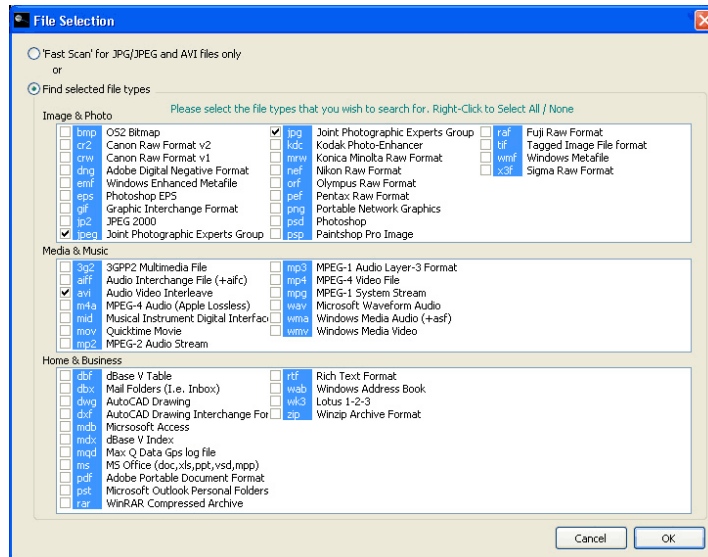 File Selection
'Fast Scan' for JPG/JPEG and AVI files only
or
Find selected file types
Please select the file types that you wish to search for. Right-Click to Select All / None
Image & Photo
bmp OS2 Bitmap
cr2 Canon Raw Format v2
crw Canon Raw Format v1
dng Adobe Digital Negative Format
emf Windows Enhanced Metafile
eps Photoshop EPS
gif Graphic Interchange Format
jp2 JPEG 2000
jpeg Joint Photographic Experts Group
jpg Joint Photographic Experts Group
kdc Kodak Photo-Enhancer
mrw Konica Minolta Raw Format
nef Nikon Raw Format
orf Olympus Raw Format
pef Pentax Raw Format
png Portable Network Graphics
psd Photoshop
psp Paintshop Pro Image
raf Fuji Raw Format
tif Tagged Image File format
wmf Windows Metafile
x3f Sigma Raw Format
Media & Music
3g2 3GPP2 Multimedia File
aiff Audio Interchange File (+aifc)
avi Audio Video Interleave
m4a MPEG-4 Audio (Apple Lossless)
mid Musical Instrument Digital Interfac
mov Quicktime Movie
mp2 MPEG-2 Audio Stream
mp3 MPEG-1 Audio Layer-3 Format
mp4 MPEG-4 Video File
mpg MPEG-1 System Stream
wav Microsoft Waveform Audio
wma Windows Media Audio (+asf)
wmv Windows Media Video
Home & Business
dbf dBase V Table
dbx Mail Folders (I.e. Inbox)
dwg AutoCAD Drawing
dxf AutoCAD Drawing Interchange For
mdb Mircsosoft Access
mdx dBase V Index
mqd Max Q Data Gps log file
ms MS Office (doc,xls,ppt,vsd,mpp)
pdf Adobe Portable Document Format
pst Microsoft Outlook Personal Folders
rar WinRAR Compressed Archive
rtf Rich Text Format
wab Windows Address Book
wk3 Lotus 1-2-3
zip Winzip Archive Format
Cancel
OK